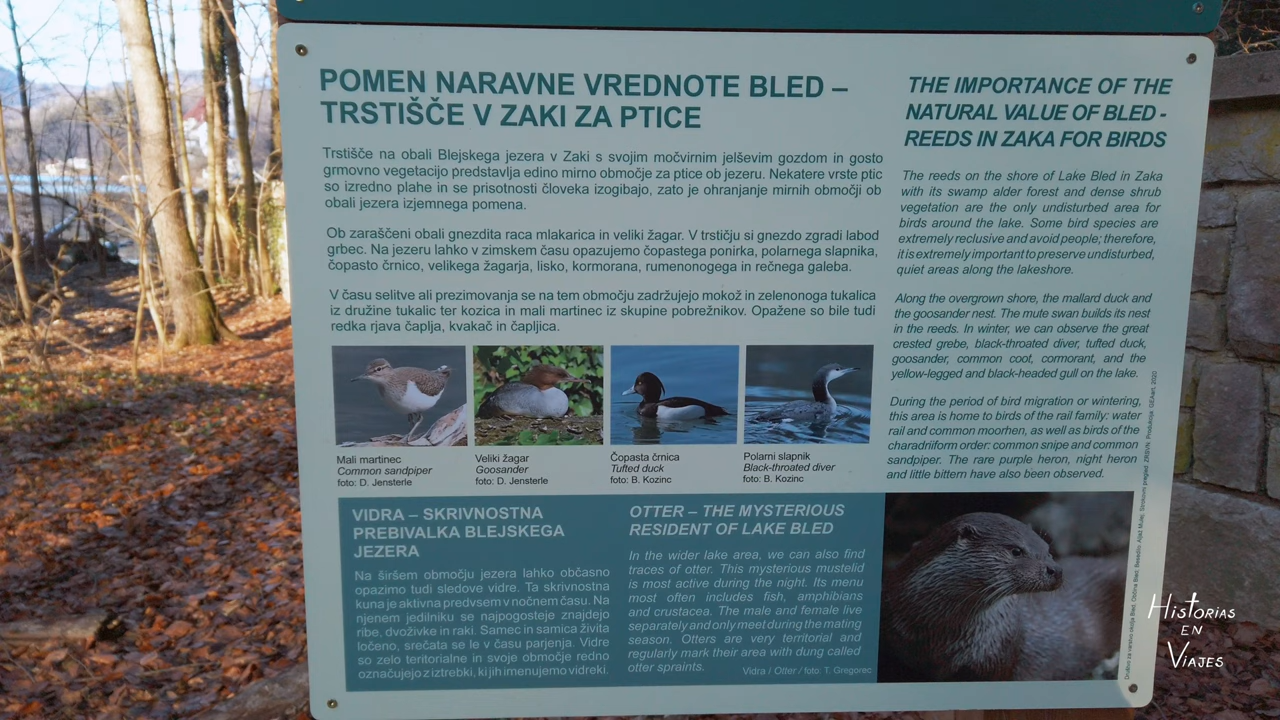 POMEN NARAVNE VREDNOTE BLED –
TRSTIŠČE V ZAKI ZA PTICE
Trstišče na obali Blejskega jezera v Zaki s svojim močvirnim jelševim gozdom in gosto
grmovno vegetacijo predstavlja edino mirno območje za ptice ob jezeru. Nekatere vrste ptic
so izredno plahe in se prisotnosti človeka izogibajo, zato je ohranjanje mirnih območij ob
obali jezera izjemnega pomena.
Ob zaraščeni obali gnezdita raca mlakarica in veliki žagar. V trstičju si gnezdo zgradi labod
grbec. Na jezeru lahko v zimskem času opazujemo čopastega ponirka, polarnega slapnika,
čopasto črnico, velikega žagarja, lisko, kormorana, rumenonogega in rečnega galeba.
V času selitve ali prezimovanja se na tem območju zadržujejo mokož in zelenonoga tukalica
iz družine tukalic ter kozica in mali martinec iz skupine pobrežnikov. Opažene so bile tudi
redka rjava čaplja, kvakač in čapljica.
Mali martinec
Common sandpiper
foto: D. Jensterle
Veliki žagar
Goosander
foto: D. Jensterle
Čopasta črnica
Tufted duck
foto: B. Kozinc
Polarni slapnik
Black-throated diver
foto: B. Kozinc
THE IMPORTANCE OF THE
NATURAL VALUE OF BLED -
REEDS IN ZAKA FOR BIRDS
The reeds on the shore of Lake Bled in Zaka
with its swamp alder forest and dense shrub
vegetation are the only undisturbed area for
birds around the lake. Some bird species are
extremely reclusive and avoid people; therefore,
it is extremely important to preserve undisturbed,
quiet areas along the lakeshore.
Along the overgrown shore, the mallard duck and
the goosander nest. The mute swan builds its nest
in the reeds. In winter, we can observe the great
crested grebe, black-throated diver, tufted duck,
goosander, common coot, cormorant, and the
yellow-legged and black-headed gull on the lake.
During the period of bird migration or wintering,
this area is home to birds of the rail family: water
rail and common moorhen, as well as birds of the
charadriiform order: common snipe and common
sandpiper. The rare purple heron, night heron
and little bittern have also been observed.
VIDRA – SKRIVNOSTNA
PREBIVALKA BLEJSKEGA
JEZERA
Na širšem območju jezera lahko občasno
opazimo tudi sledove vidre. Ta skrivnostna
kuna je aktivna predvsem v nočnem času. Na
njenem jedilniku se najpogosteje znajdejo
ribe, dvoživke in raki. Samec in samica živita
ločeno, srečata se le v času parjenja. Vidre
so zelo teritorialne in svoje območje redno
označujejo z iztrebki, ki jih imenujemo vidreki.
OTTER – THE MYSTERIOUS
RESIDENT OF LAKE BLED
In the wider lake area, we can also find
traces of otter. This mysterious mustelid
is most active during the night. Its menu
most often includes fish, amphibians
and crustacea. The male and female live
separately and only meet during the mating
season. Otters are very territorial and
regularly mark their area with dung called
otter spraints.
Vidra / Otter / foto: T. Gregorec
Historias
en
Viajes